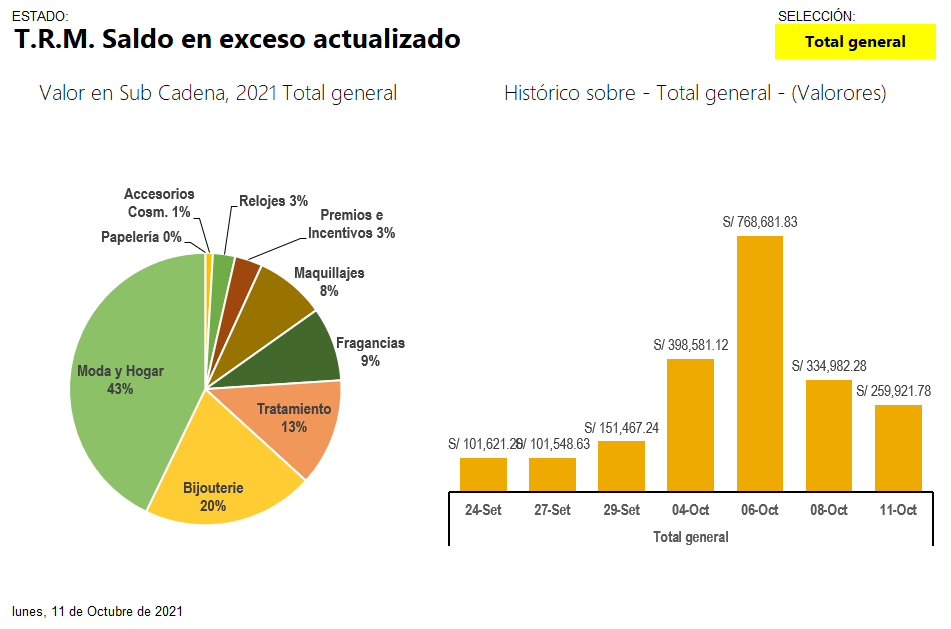 ESTADO:
T.R.M. Saldo en exceso actualizado
SELECCIÓN:
Total general
Valor en Sub Cadena, 2021 Total general
Accesorios
Cosm. 1%
Relojes 3%
Papelería 0%
Premios e
Incentivos 3%
Maquillajes
8%
Fragancias
9%
Moda y Hogar
43%
Tratamiento
13%
Bijouterie
20%
Histórico sobre - Total general - (Valorores)
S/ 768,681.83
S/ 398,581.12
S/ 334,982.28
S/ 259,921.78
S/ 151,467.24
S/ 101,548.63
24-Set 27-Set 29-Set 04-Oct 06-Oct 08-Oct 11-Oct
Total general
lunes, 11 de Octubre de 2021